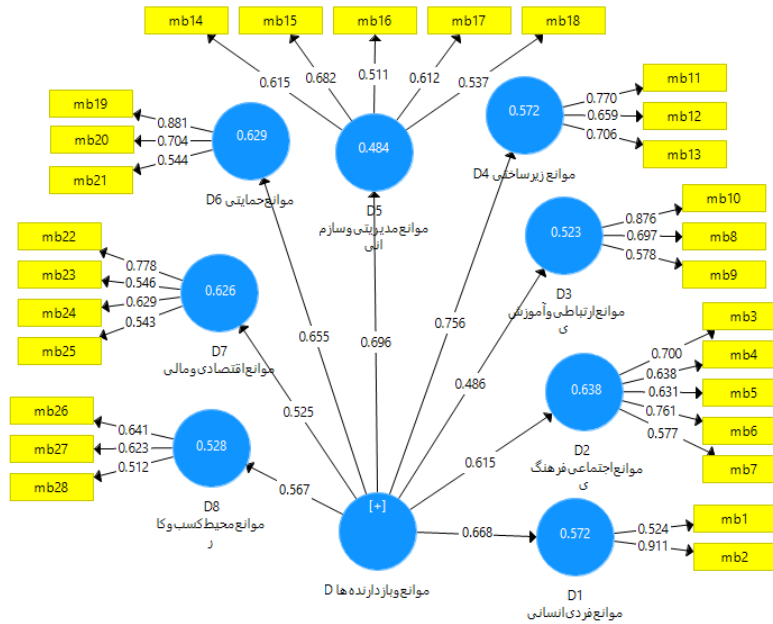 mb14
mb15
mb16
mb17
mb18
0.615
0.682
0.511
0.612
0.537
mb19
mb20
mb21
0.881
0.704
0.544
0.629
موانع حمایتی D6
0.484
D5
موانع مدیریتی و سازم
انی
0.572
موانع زیرساختی D4
0.770
0.659
0.706
mb11
mb12
mb13
mb22
mb23
mb24
mb25
0.778
0.546
0.629
0.543
0.626
D7
موانع اقتصادی و مالی
0.523
D3
موانع ارتباطی و آموزش
ی
0.876
0.697
0.578
mb10
mb8
mb9
0.655
0.696
0.756
0.486
0.525
0.615
0.567
0.668
mb26
mb27
mb28
0.641
0.623
0.512
0.528
D8
موانع محیط کسب و کا
ر
0.638
D2
موانع اجتماعی فرهنگ
ی
0.700
0.638
0.631
0.761
0.577
mb3
mb4
mb5
mb6
mb7
[+]
موانع و بازدارنده ها D
0.572
D1
موانع فردی انسانی
0.524
0.911
mb1
mb2